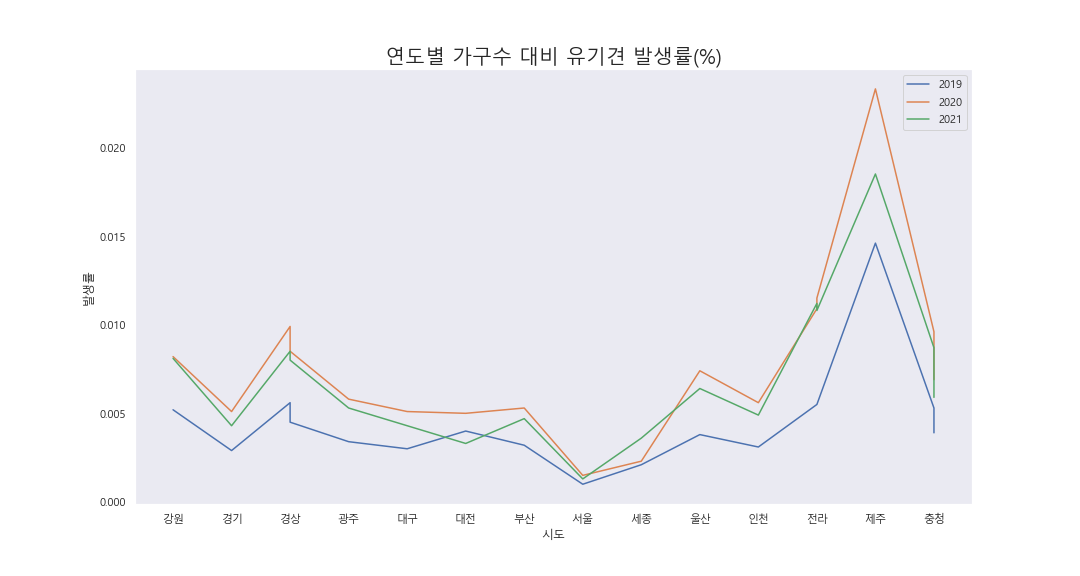 연도별 가구수 대비 유기견 발생률(%)
2019
2020
2021
발생률
0.020
0.015
0.010
0.005
0.000
강원 경기 경상 광주 대구 대전 부산 서울 세종 울산 인천 전라 제주 충청
시도